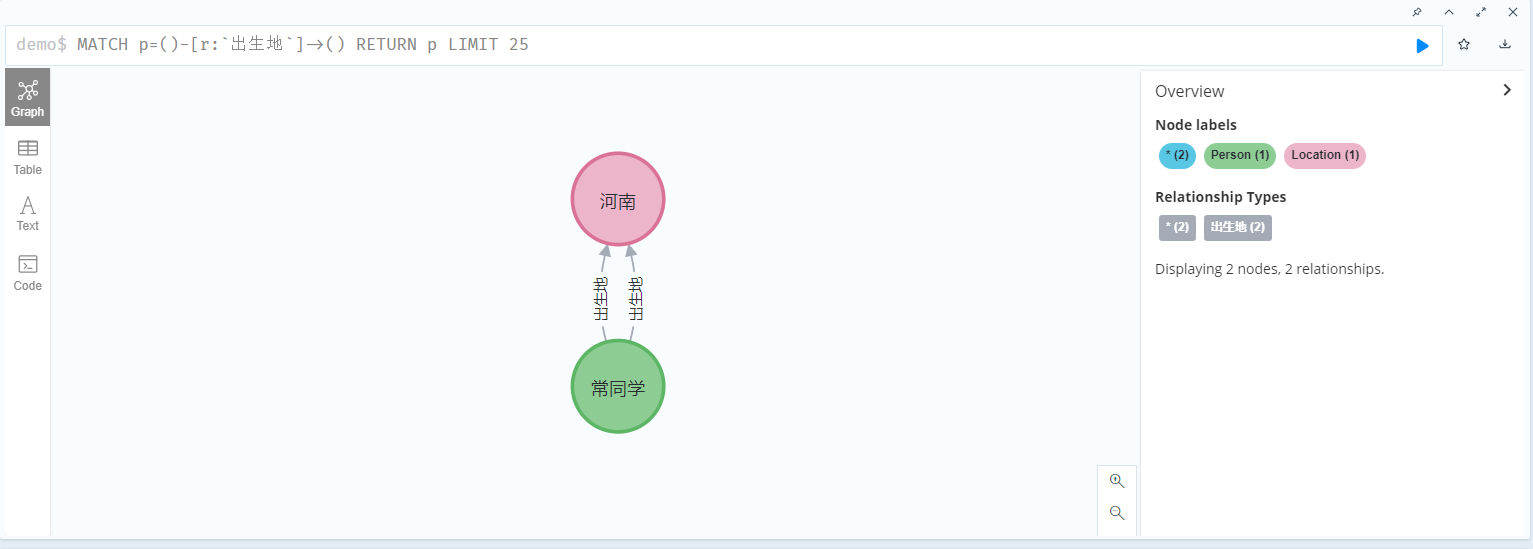 demo$ MATCH p=()-[r:`出生地`]->() RETURN p LIMIT 25
Graph
Table
Text
Code
河南
出生地 出生地
常同学
Overview
Node labels
* (2) Person (1) Location (1)
Relationship Types
* (2) 出生地 (2)
Displaying 2 nodes, 2 relationships.